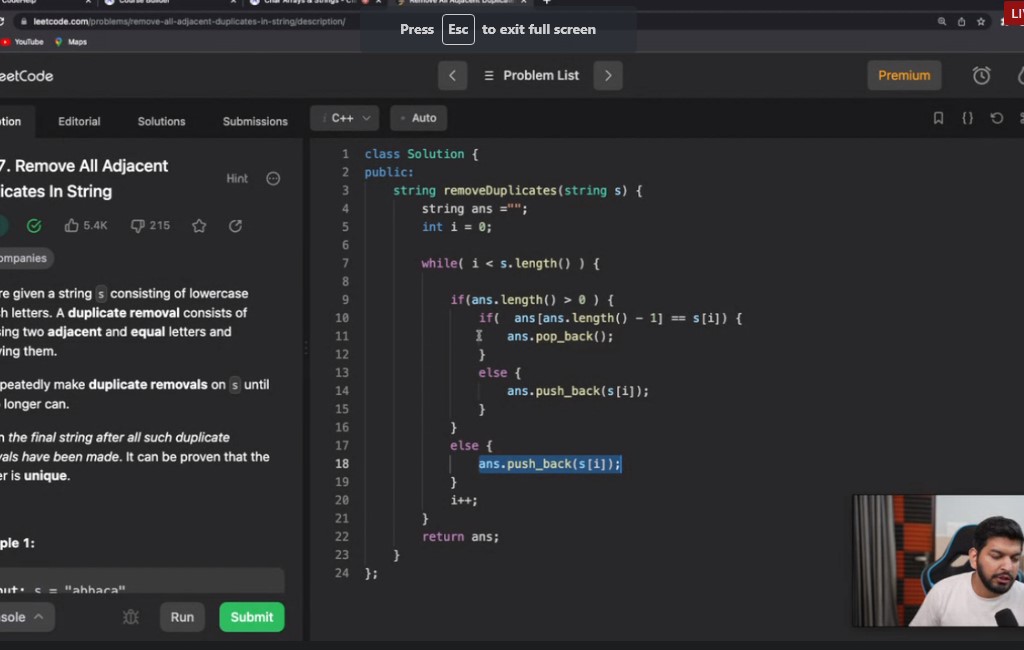 CodeHelp
Course Builder
Char Arrays & Strings - C
Remove All Adjacent Duplicat
leetcode.com/problems/remove-all-adjacent-duplicates-in-string/description/
Press Esc to exit full screen
LI
YouTube
Maps
eetCode
Problem List
Premium
tion
Editorial
Solutions
Submissions
i C++
Auto
7. Remove All Adjacent
icates In String
Hint
5.4K
215
ompanies
re given a string s consisting of lowercase
h letters. A duplicate removal consists of
sing two adjacent and equal letters and
ving them.
peatedly make duplicate removals on s until
longer can.
n the final string after all such duplicate
vals have been made. It can be proven that the
er is unique.
ple 1:
ut: s = "abbaca"
sole
Run
Submit
1 class Solution {
2 public:
3 string removeDuplicates(string s) {
4 string ans ="";
5 int i = 0;
6
7 while( i < s.length() ) {
8
9 if(ans.length() > 0 ) {
10 if( ans[ans.length() - 1] == s[i]) {
11 ans.pop_back();
12 }
13 else {
14 ans.push_back(s[i]);
15 }
16 }
17 else {
18 ans.push_back(s[i]);
19 }
20 i++;
21 }
22 return ans;
23 }
24 };